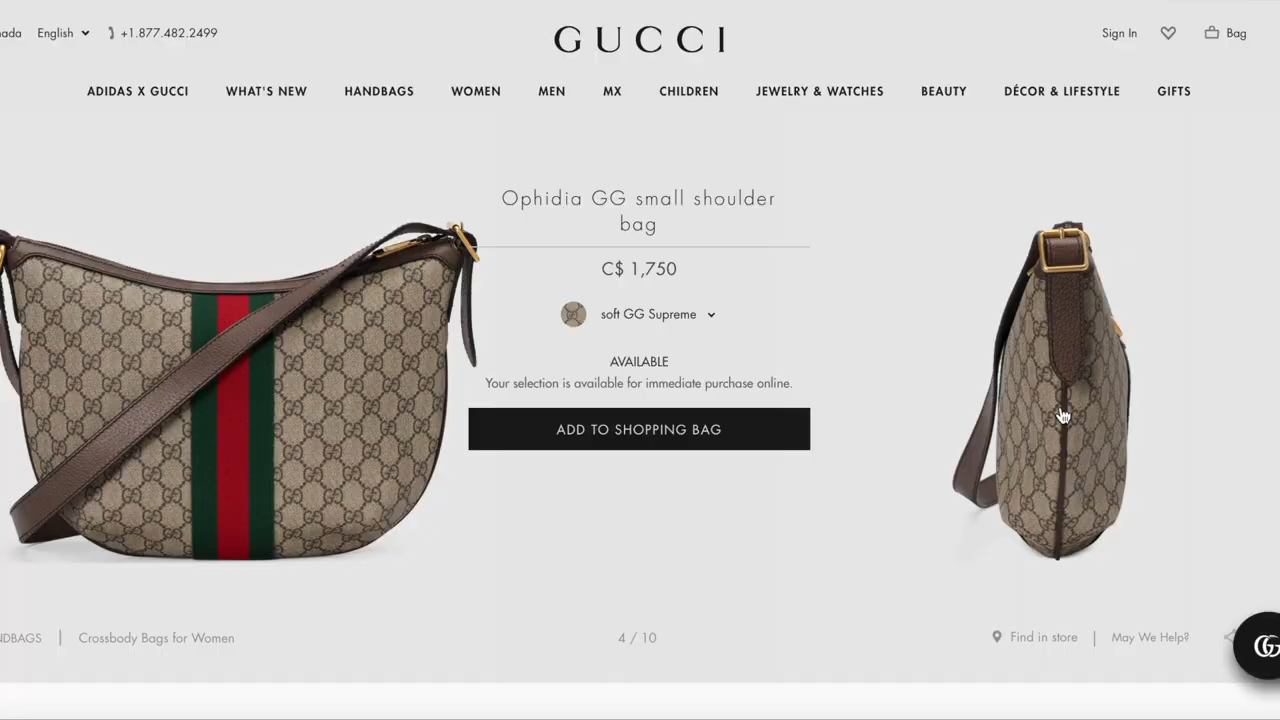 ada English +1.877.482.2499
GUCCI
Sign In Bag
ADIDAS X GUCCI WHAT'S NEW HANDBAGS WOMEN MEN MX CHILDREN JEWELRY & WATCHES BEAUTY DÉCOR & LIFESTYLE GIFTS
Ophidia GG small shoulder
bag
C$ 1,750
soft GG Supreme
AVAILABLE
Your selection is available for immediate purchase online.
ADD TO SHOPPING BAG
NDBAGS | Crossbody Bags for Women
4 / 10
Find in store | May We Help?